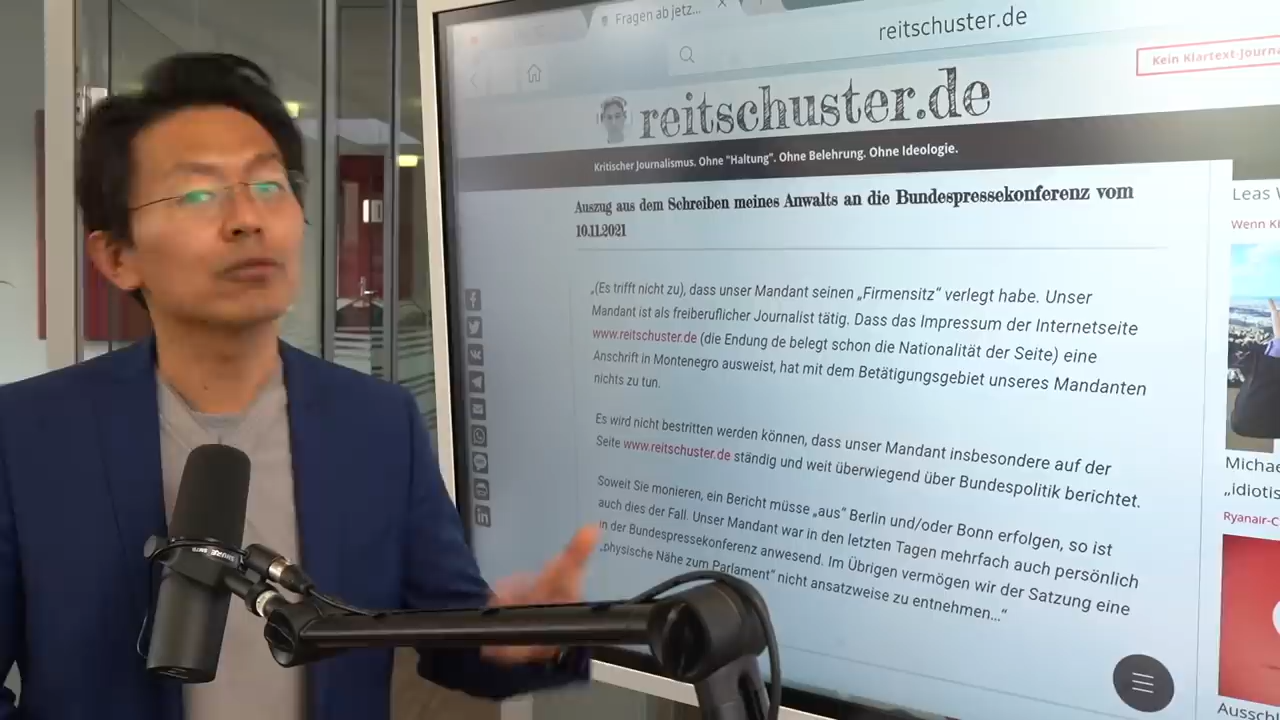 Fragen ab jetz...
reitschuster.de
Kein Klartext-Journa
reitschuster.de
Kritischer Journalismus. Ohne "Haltung". Ohne Belehrung. Ohne Ideologie.
Auszug aus dem Schreiben meines Anwalts an die Bundespressekonferenz vom
10.11.2021
„(Es trifft nicht zu), dass unser Mandant seinen „Firmensitz“ verlegt habe. Unser
Mandant ist als freiberuflicher Journalist tätig. Dass das Impressum der Internetseite
www.reitschuster.de (die Endung de belegt schon die Nationalität der Seite) eine
Anschrift in Montenegro ausweist, hat mit dem Betätigungsgebiet unseres Mandanten
nichts zu tun.
Es wird nicht bestritten werden können, dass unser Mandant insbesondere auf der
Seite www.reitschuster.de ständig und weit überwiegend über Bundespolitik berichtet.
Soweit Sie monieren, ein Bericht müsse „aus“ Berlin und/oder Bonn erfolgen, so ist
auch dies der Fall. Unser Mandant war in den letzten Tagen mehrfach auch persönlich
in der Bundespressekonferenz anwesend. Im Übrigen vermögen wir der Satzung eine
„physische Nähe zum Parlament“ nicht ansatzweise zu entnehmen...“
Leas W
Wenn Ki
Michae
„idiotis
Ryanair-C
Aussch
SHURE